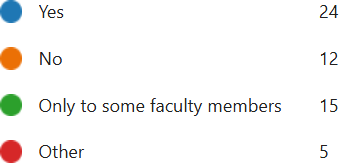 Yes 24
No 12
Only to some faculty members 15
Other 5